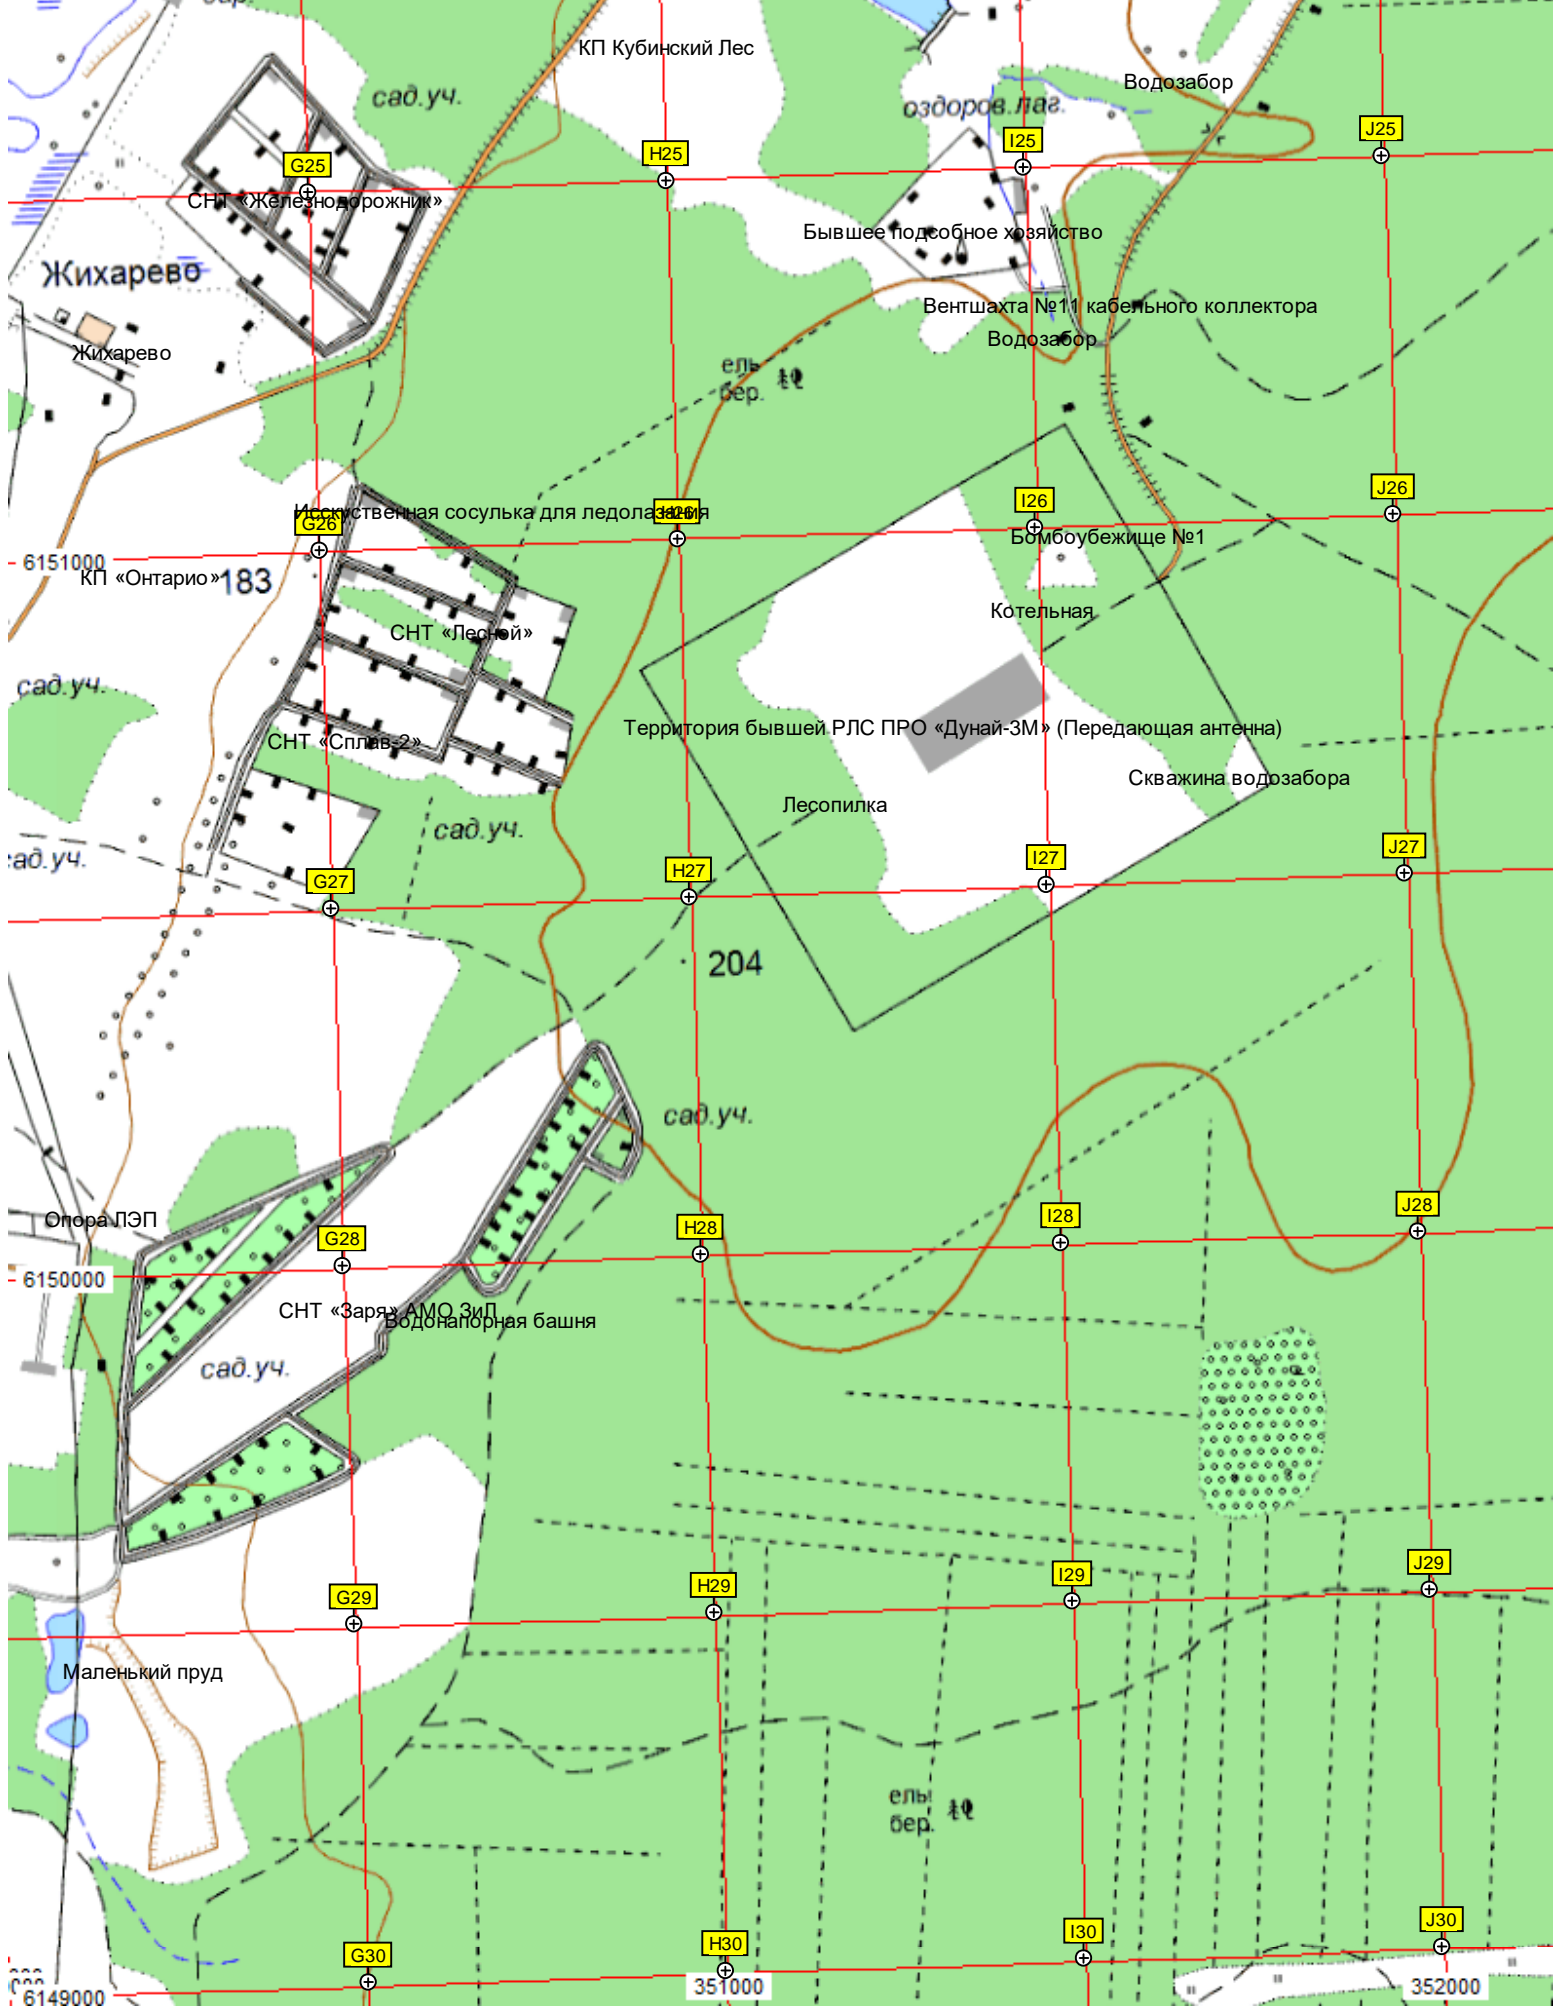 КП Кубинский Лес
Водозабор
сад.уч.
оздоров.лаг.
J25
I25
H25
G25
СНТ «Железнодорожник»
Бывшее подсобное хозяйство
Жихарево
Вентшахта №11 кабельного коллектора
Водозабор
Жихарево
ель
бер.
J26
I26
H26
Исскуственная сосулька для ледолазания
G26
Бомбоубежище №1
6151000
КП «Онтарио»
183
Котельная
СНТ «Лесной»
сад.уч.
Территория бывшей РЛС ПРО «Дунай-3М» (Передающая антенна)
СНТ «Сплав-2»
Скважина водозабора
Лесопилка
сад.уч.
сад.уч.
J27
I27
H27
G27
204
сад.уч.
J28
I28
Опора ЛЭП
H28
G28
6150000
СНТ «Заря» АМО ЗиЛ
Водонапорная башня
сад.уч.
J29
I29
H29
G29
Маленький пруд
ель
бер.
J30
I30
H30
G30
351000
352000
6149000